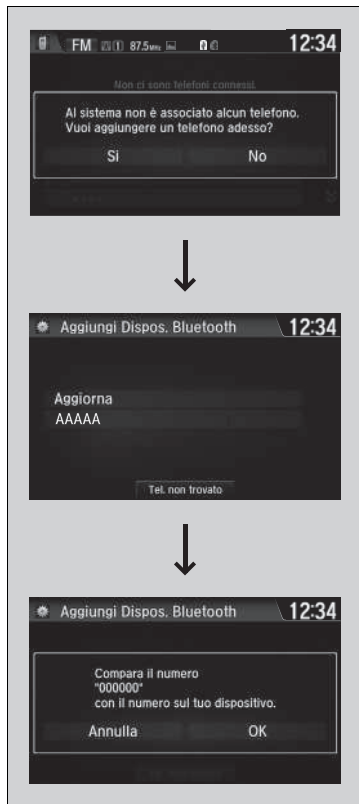 FM 87.5MHz 12:34
Non ci sono telefoni connessi.
Al sistema non è associato alcun telefono.
Vuoi aggiungere un telefono adesso?
Si No
Aggiungi Dispos. Bluetooth 12:34
Aggiorna
AAAAA
Tel. non trovato
Aggiungi Dispos. Bluetooth 12:34
Compara il numero
"000000"
con il numero sul tuo dispositivo.
Annulla OK